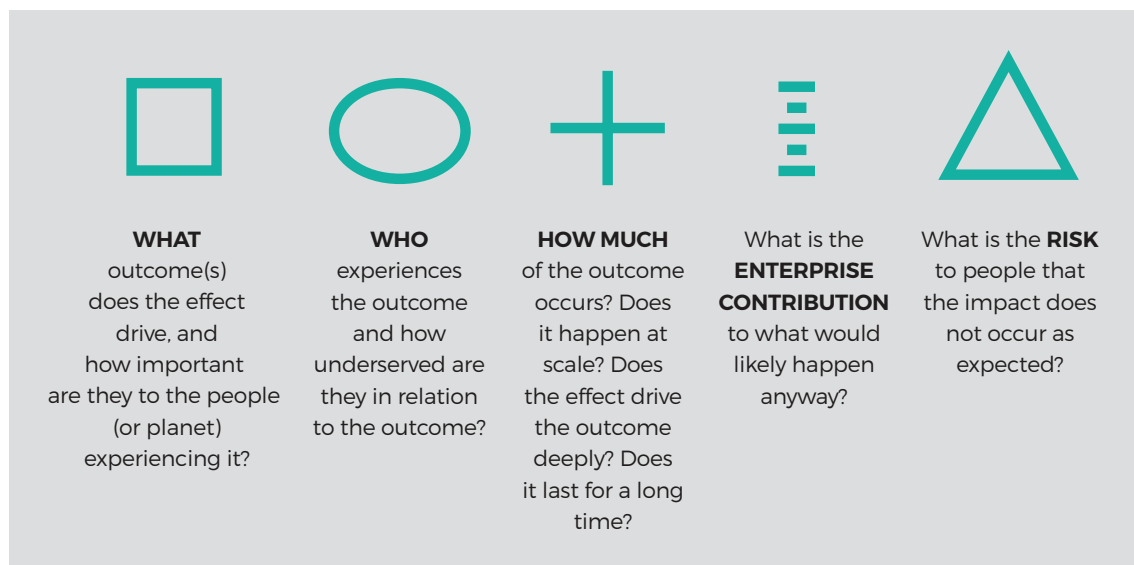 WHAT
outcome(s)
does the effect
drive, and
how important
are they to the people
(or planet)
experiencing it?
WHO
experiences
the outcome
and how
underserved are
they in relation
to the outcome?
HOW MUCH
of the outcome
occurs? Does
it happen at
scale? Does
the effect drive
the outcome
deeply? Does
it last for a long
time?
What is the
ENTERPRISE
CONTRIBUTION
to what would
likely happen
anyway?
What is the RISK
to people that
the impact does
not occur as
expected?